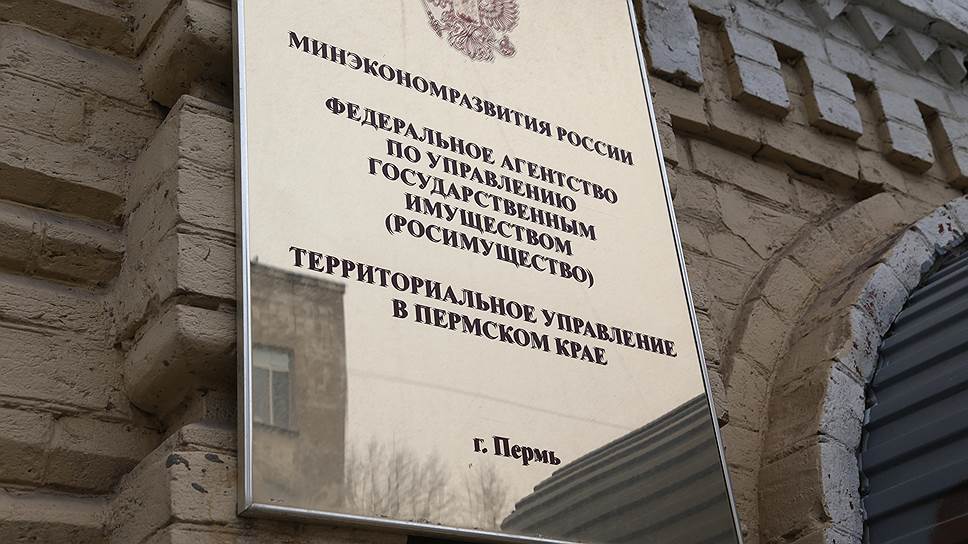 МИНЭКОНОМРАЗВИТИЯ РОССИИ
ФЕДЕРАЛЬНОЕ АГЕНТСТВО
ПО УПРАВЛЕНИЮ
ГОСУДАРСТВЕННЫМ
ИМУЩЕСТВОМ
(РОСИМУЩЕСТВО)
ТЕРРИТОРИАЛЬНОЕ УПРАВЛЕНИЕ
В ПЕРМСКОМ КРАЕ
г. Пермь